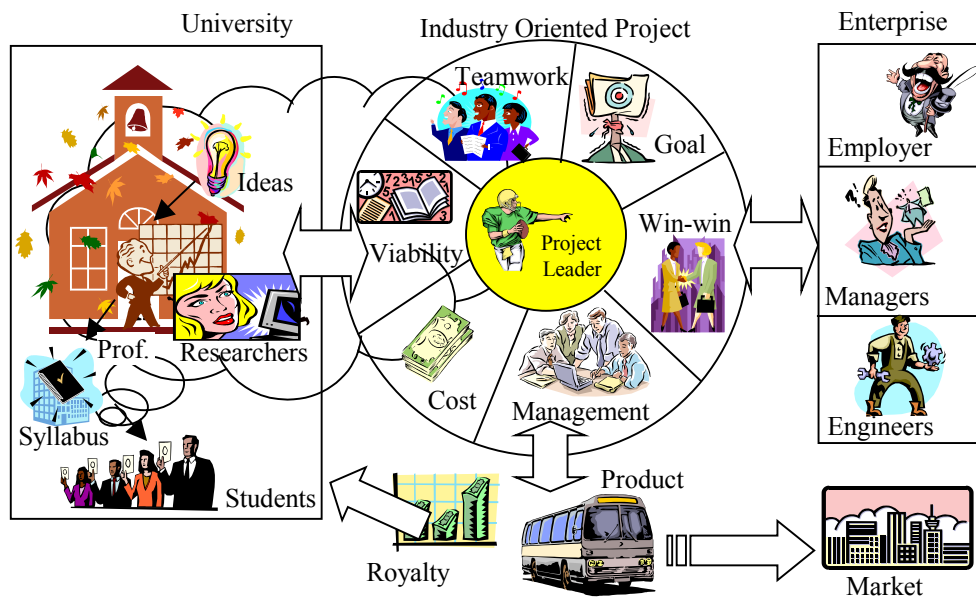 University
Industry Oriented Project
Enterprise
Teamwork
Goal
Employer
Ideas
Win-win
Viability
Project
Leader
Managers
Prof.
Researchers
Cost
Management
Syllabus
Engineers
Students
Product
Royalty
Market